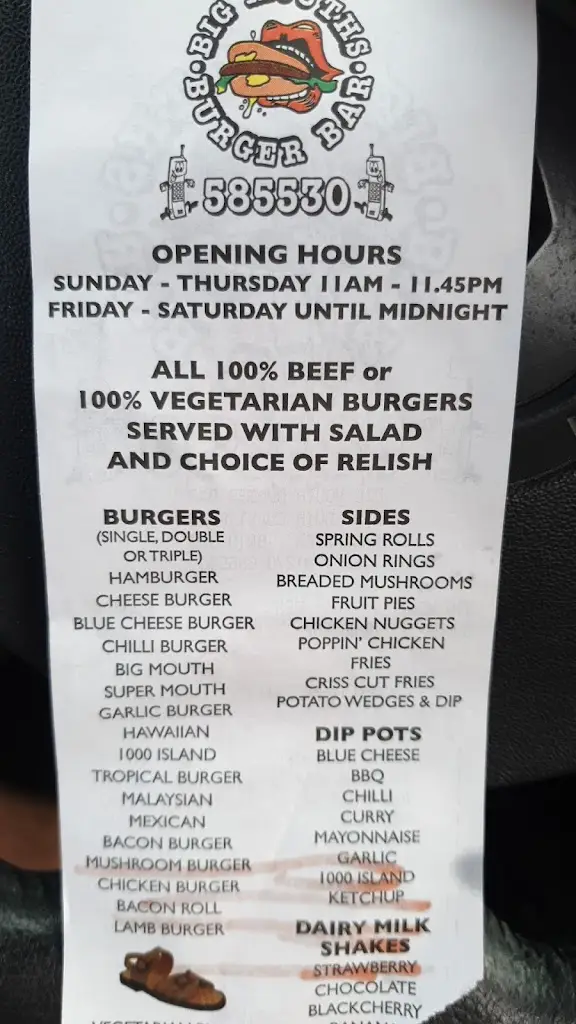 BIG MOUTHS
BURGER BAR
585530
OPENING HOURS
SUNDAY - THURSDAY 11AM - 11.45PM
FRIDAY - SATURDAY UNTIL MIDNIGHT
ALL 100% BEEF or
100% VEGETARIAN BURGERS
SERVED WITH SALAD
AND CHOICE OF RELISH
BURGERS
(SINGLE, DOUBLE
OR TRIPLE)
HAMBURGER
CHEESE BURGER
BLUE CHEESE BURGER
CHILLI BURGER
BIG MOUTH
SUPER MOUTH
GARLIC BURGER
HAWAIIAN
1000 ISLAND
TROPICAL BURGER
MALAYSIAN
MEXICAN
BACON BURGER
MUSHROOM BURGER
CHICKEN BURGER
BACON ROLL
LAMB BURGER
SIDES
SPRING ROLLS
ONION RINGS
BREADED MUSHROOMS
FRUIT PIES
CHICKEN NUGGETS
POPPIN' CHICKEN
FRIES
CRISS CUT FRIES
POTATO WEDGES & DIP
DIP POTS
BLUE CHEESE
BBQ
CHILLI
CURRY
MAYONNAISE
GARLIC
1000 ISLAND
KETCHUP
DAIRY MILK
SHAKES
STRAWBERRY
CHOCOLATE
BLACKCHERRY